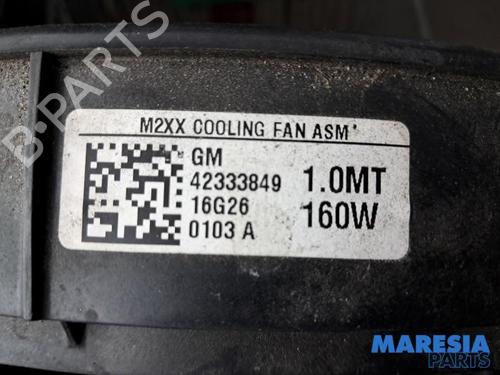 B-PARTS
M2XX COOLING FAN ASM
GM
42333849
16G26
0103 A
1.0MT
160W
MARESIA
PARTS